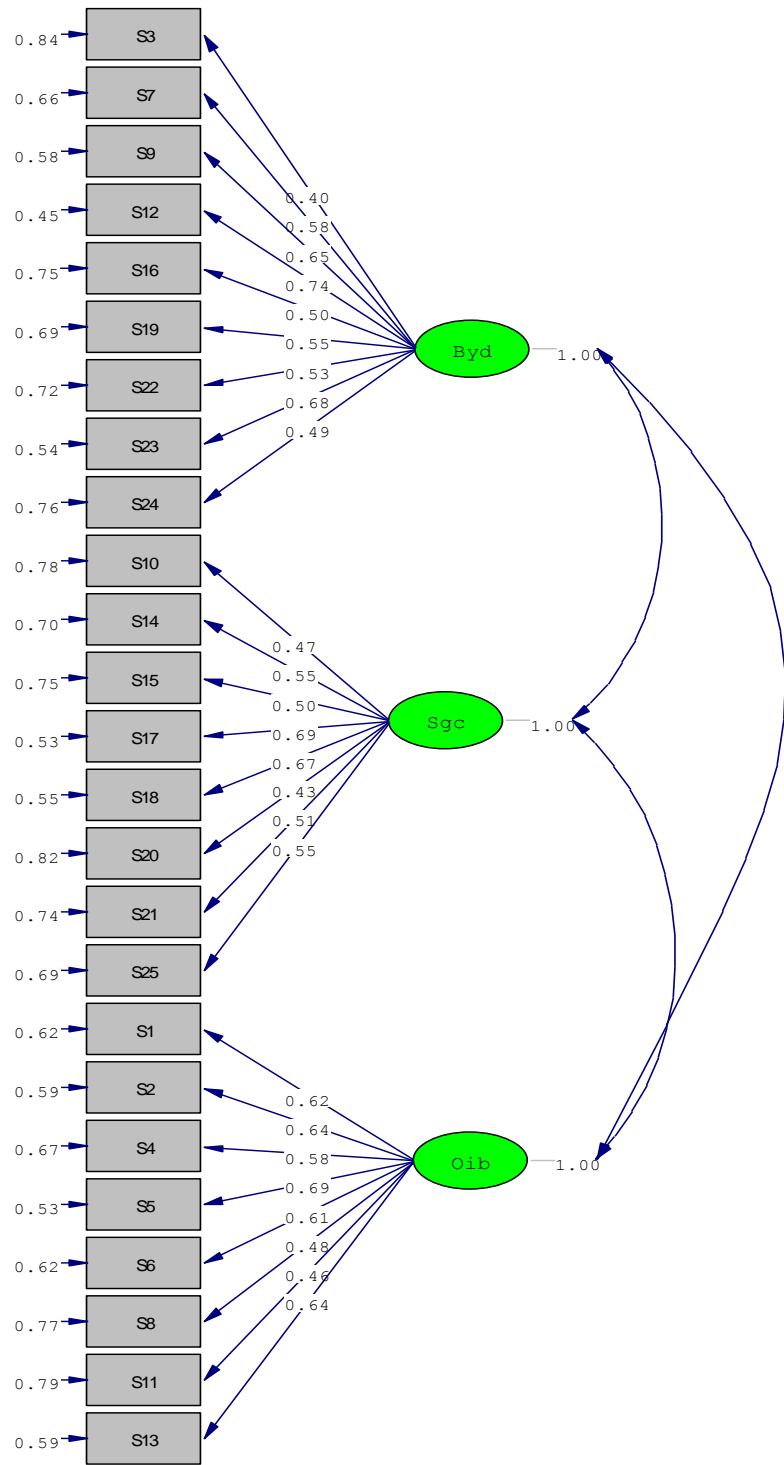 0.84 S3
0.66 S7
0.58 S9
0.45 S12
0.75 S16
0.69 S19
0.72 S22
0.54 S23
0.76 S24
0.78 S10
0.70 S14
0.75 S15
0.53 S17
0.55 S18
0.82 S20
0.74 S21
0.69 S25
0.62 S1
0.59 S2
0.67 S4
0.53 S5
0.62 S6
0.77 S8
0.79 S11
0.59 S13
0.40
0.58
0.65
0.74
0.50
0.55
0.53
0.68
0.49
Byd 1.00
0.47
0.55
0.50
0.69
0.67
0.43
0.51
0.55
Sgc 1.00
0.62
0.64
0.58
0.69
0.61
0.48
0.46
0.64
Oib 1.00